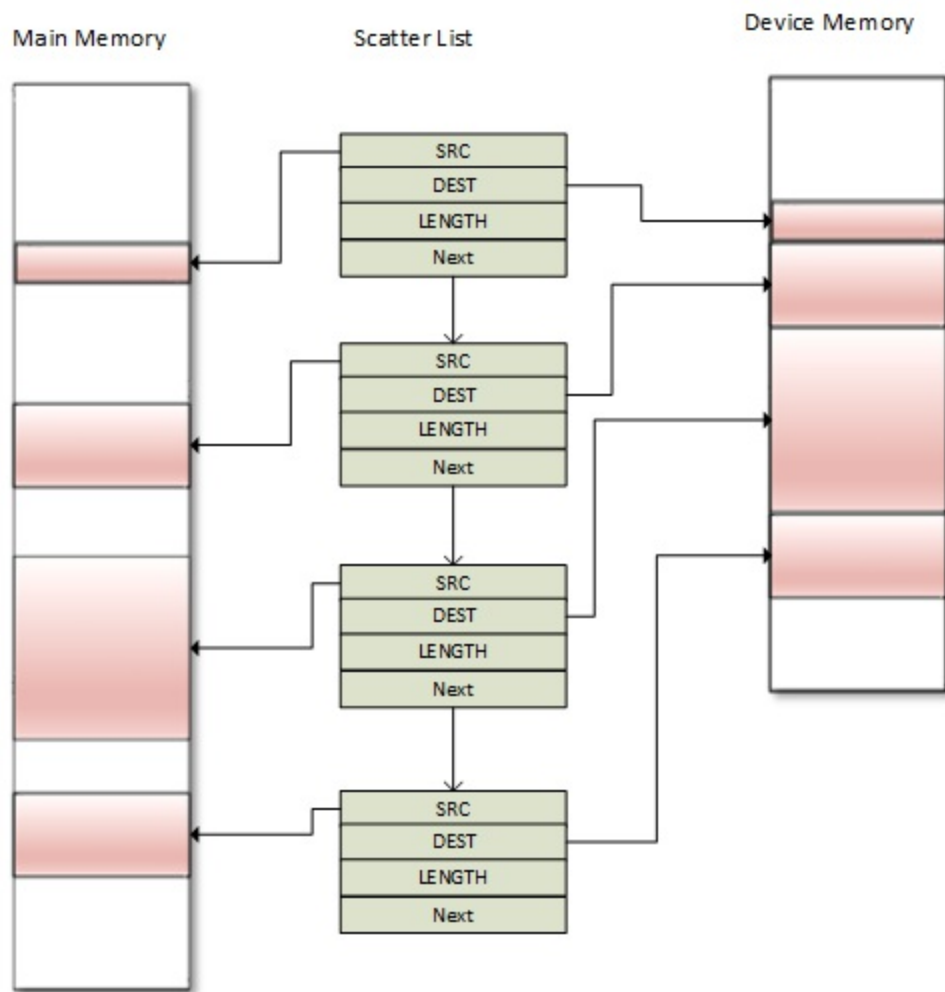 Main Memory
Scatter List
Device Memory
SRC
DEST
LENGTH
Next
SRC
DEST
LENGTH
Next
SRC
DEST
LENGTH
Next
SRC
DEST
LENGTH
Next